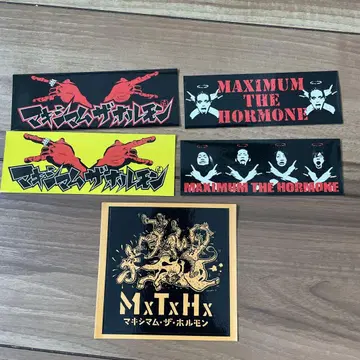 マキシマム ザ ホルモン
MAX1MUM
THE
HORMONE
マキシマム ザ ホルモン
MAXIMUM THE HORMONE
MxTxHx
マキシマム・ザ・ホルモン